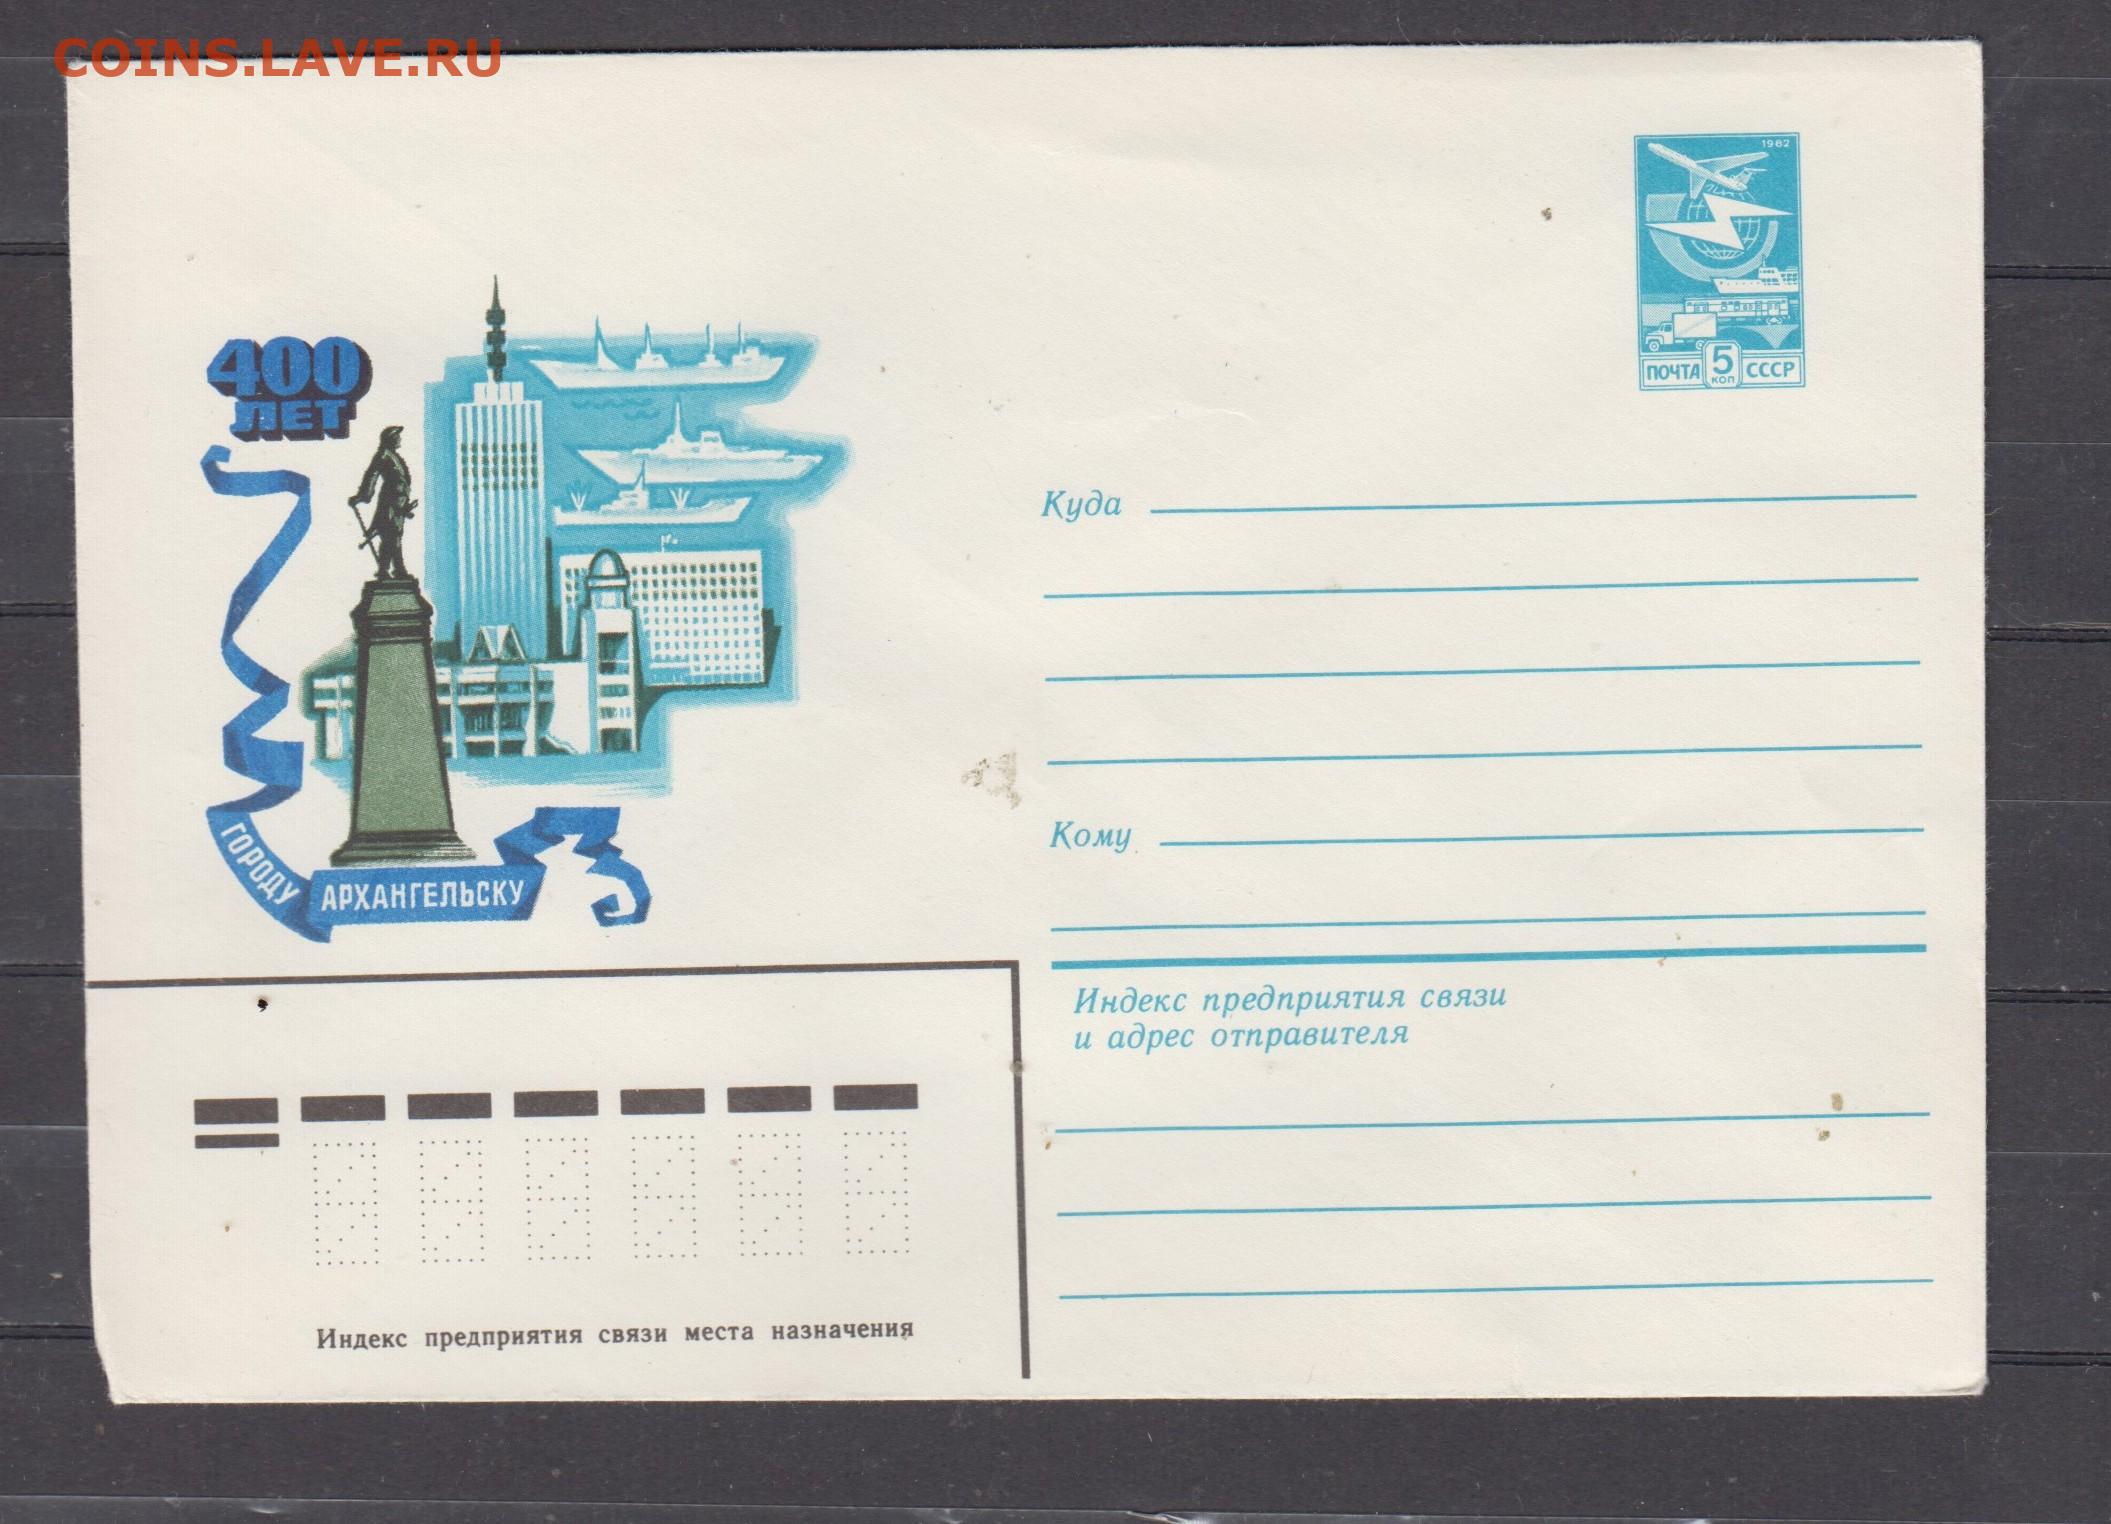 COINS.LAVE.RU
1982
ПОЧТА 5 КОП СССР
400
ЛЕТ
ГОРОДУ
АРХАНГЕЛЬСКУ
Куда
Кому
Индекс предприятия связи
и адрес отправителя
Индекс предприятия связи места назначения